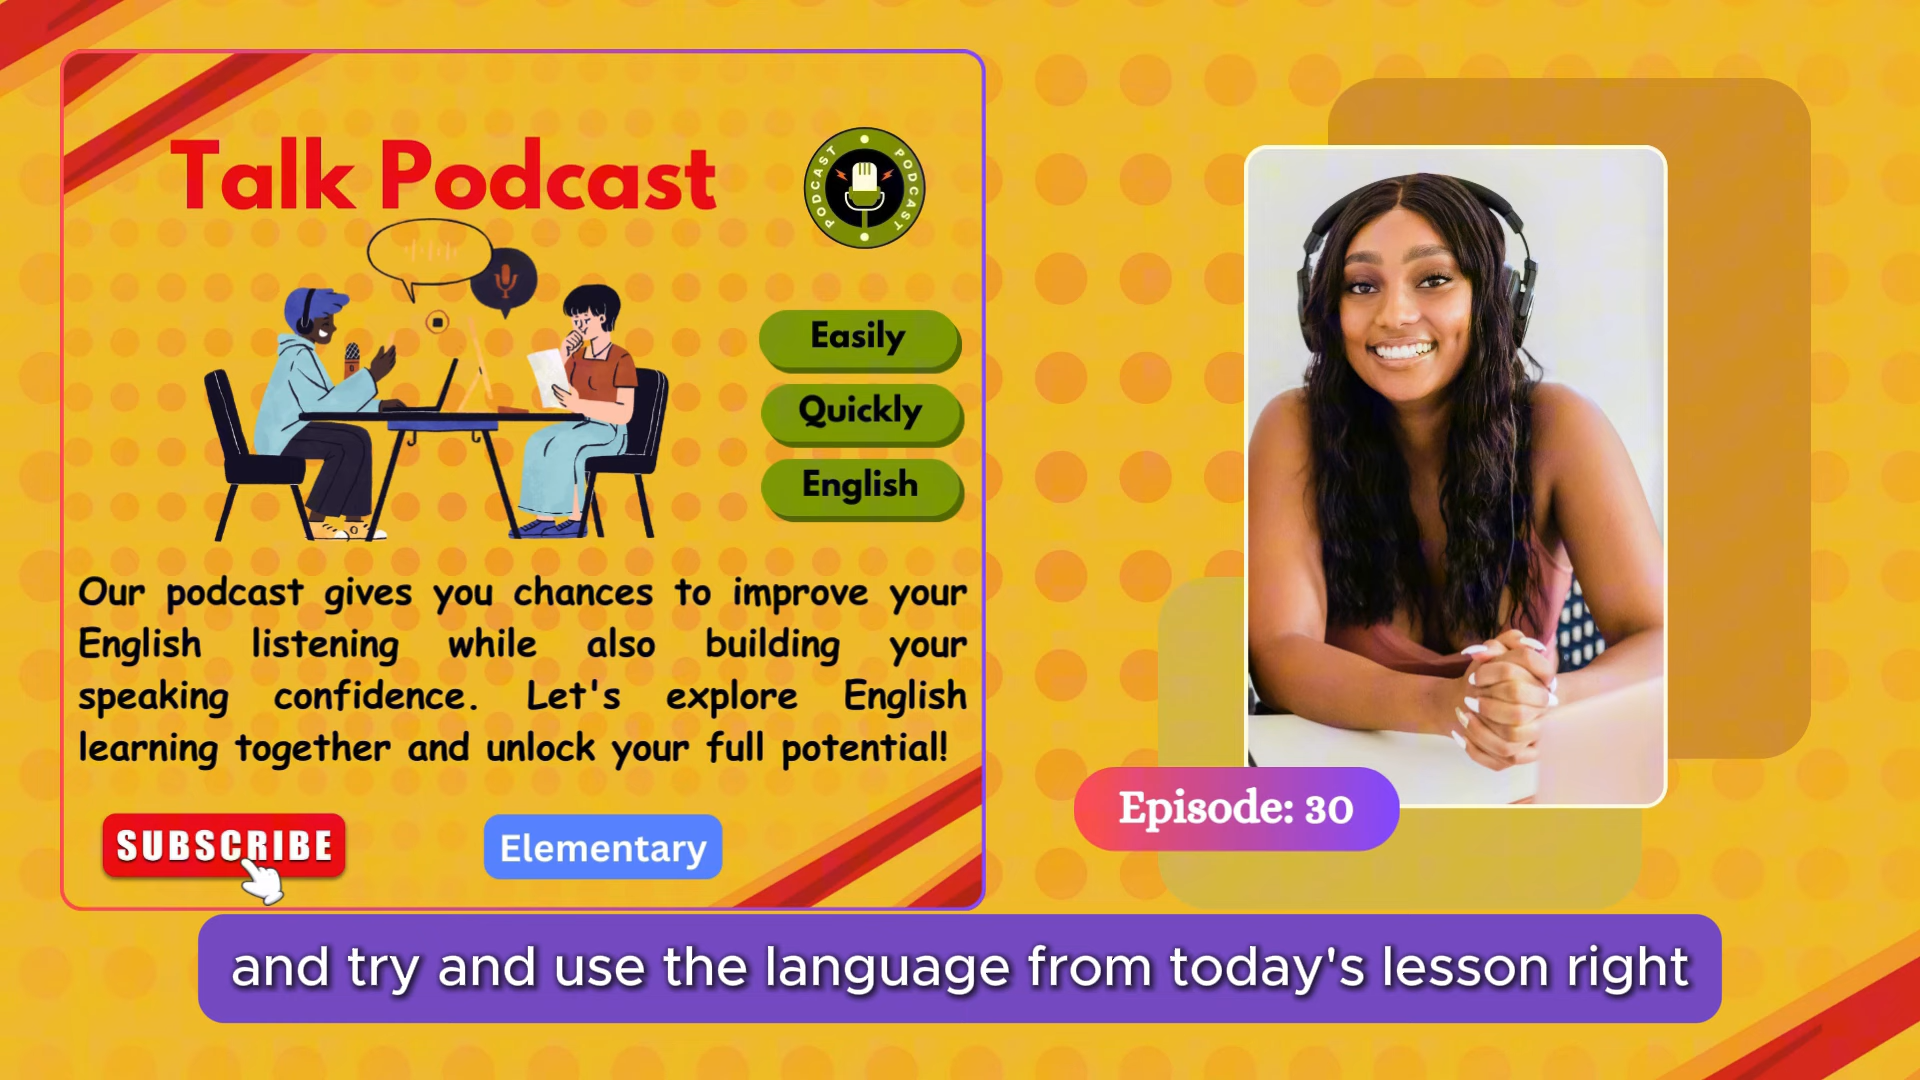 Talk Podcast
PODCAST PODCAST
Easily
Quickly
English
Our podcast gives you chances to improve your
English listening while also building your
speaking confidence. Let's explore English
learning together and unlock your full potential!
SUBSCRIBE
Elementary
Episode: 30
and try and use the language from today's lesson right